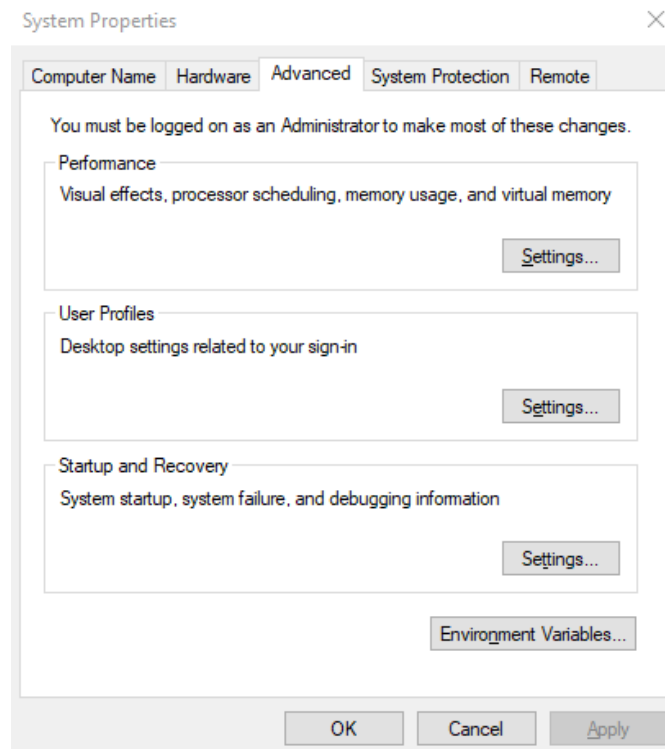 System Properties
Computer Name Hardware Advanced System Protection Remote
You must be logged on as an Administrator to make most of these changes.
Performance
Visual effects, processor scheduling, memory usage, and virtual memory
Settings...
User Profiles
Desktop settings related to your sign-in
Settings...
Startup and Recovery
System startup, system failure, and debugging information
Settings...
Environment Variables...
OK Cancel Apply